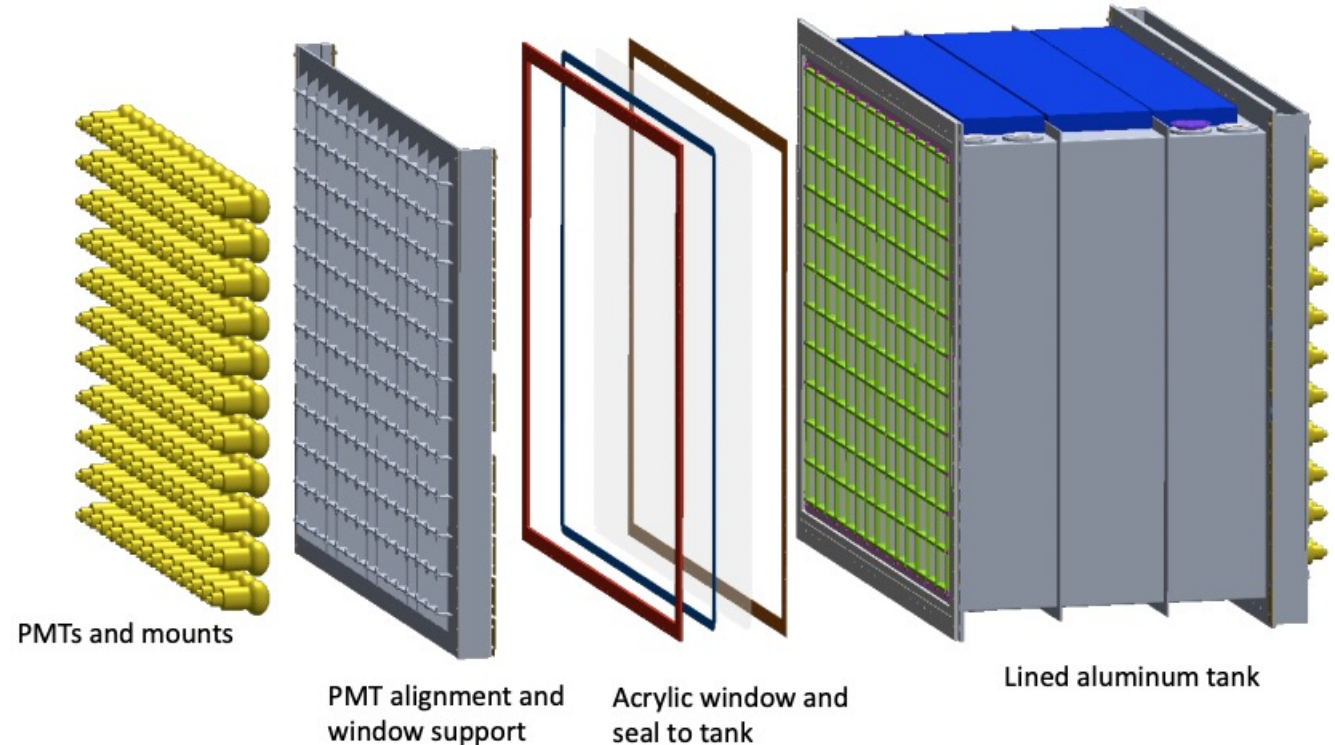 PMTs and mounts
PMT alignment and
window support
Acrylic window and
seal to tank
Lined aluminum tank